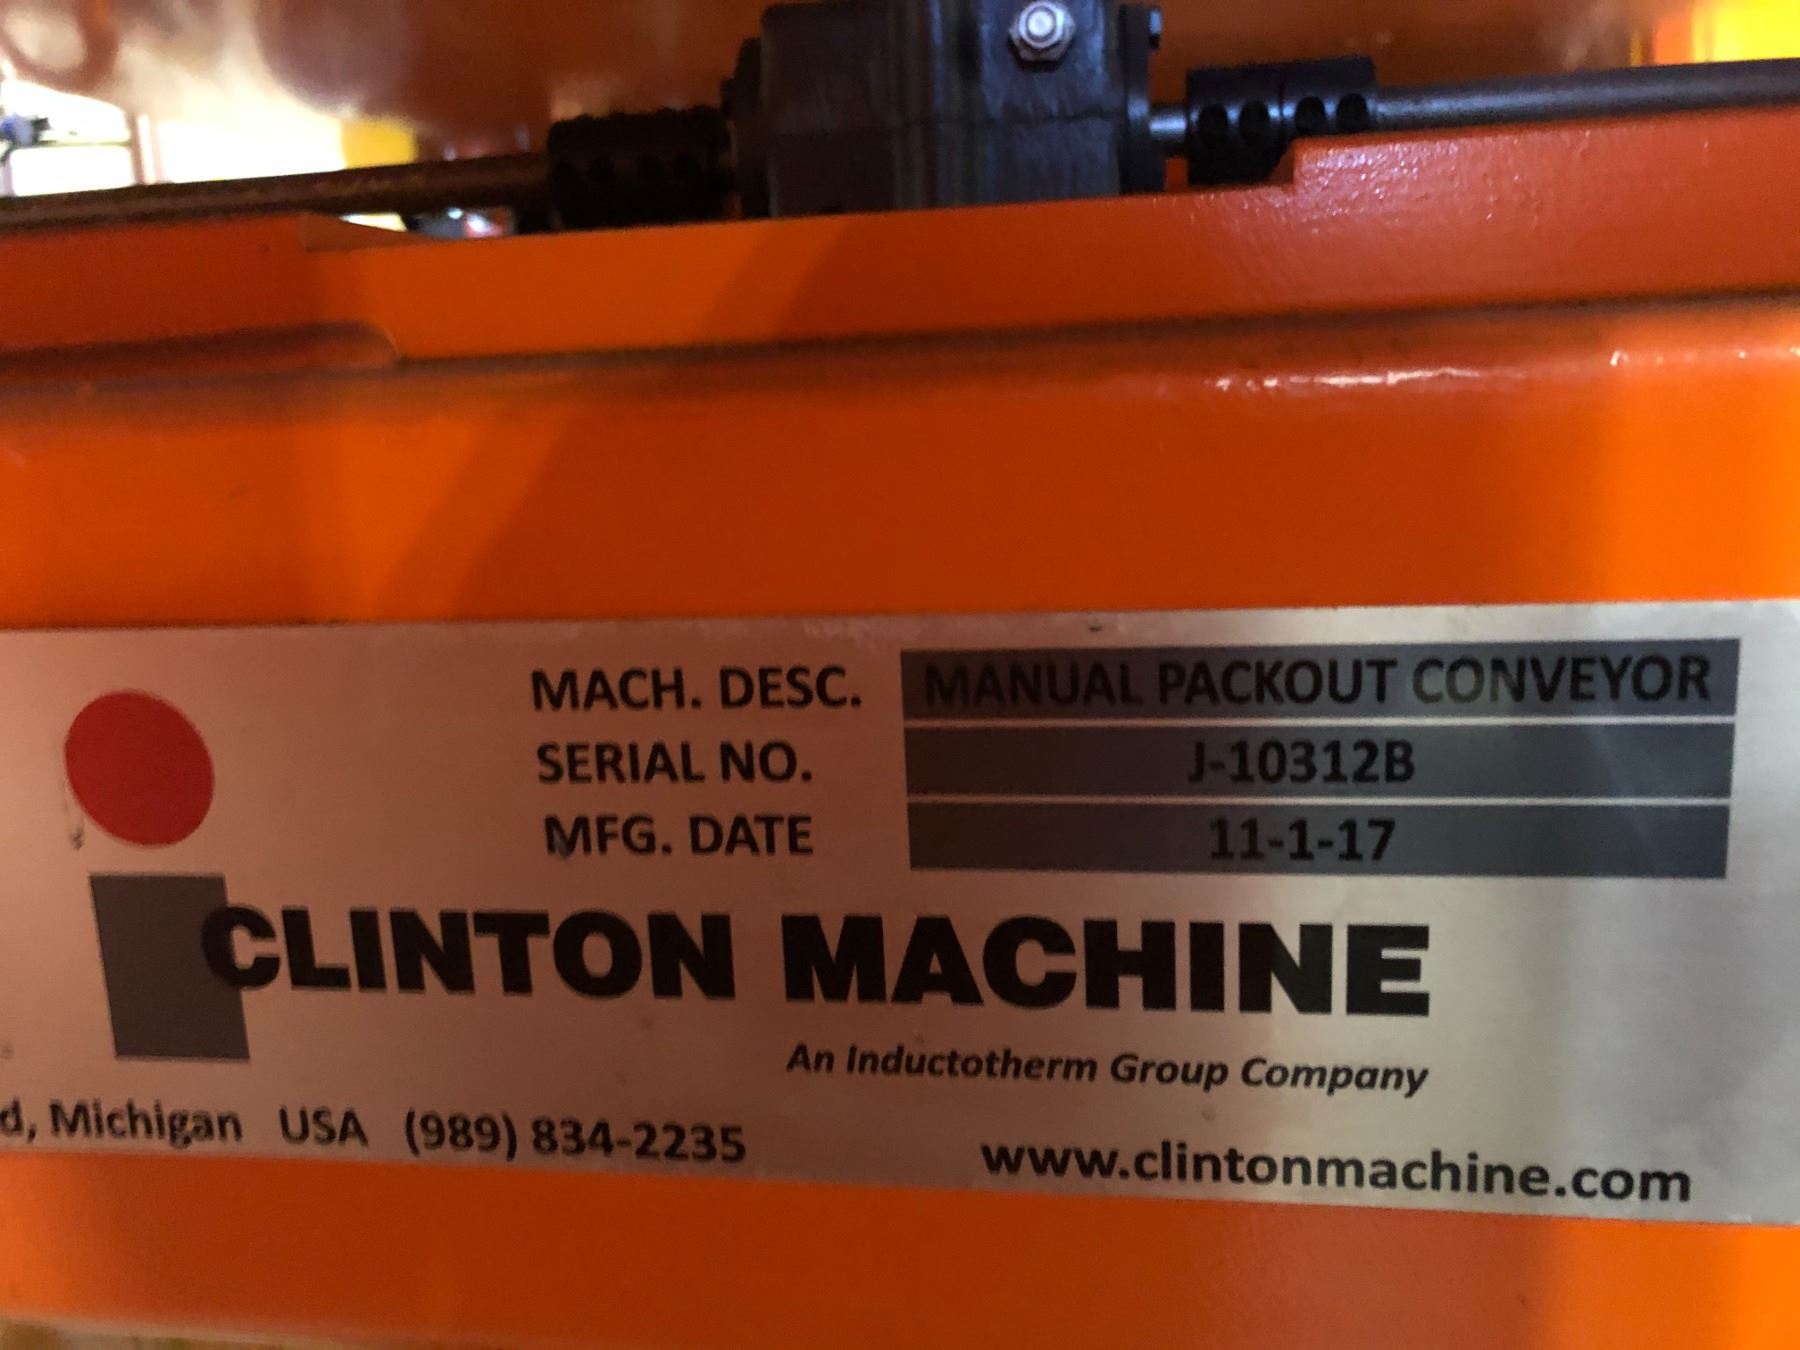 MACH. DESC. MANUAL PACKOUT CONVEYOR
SERIAL NO. J-10312B
MFG. DATE 11-1-17
CLINTON MACHINE
An Inductotherm Group Company
d, Michigan USA (989) 834-2235
www.clintonmachine.com